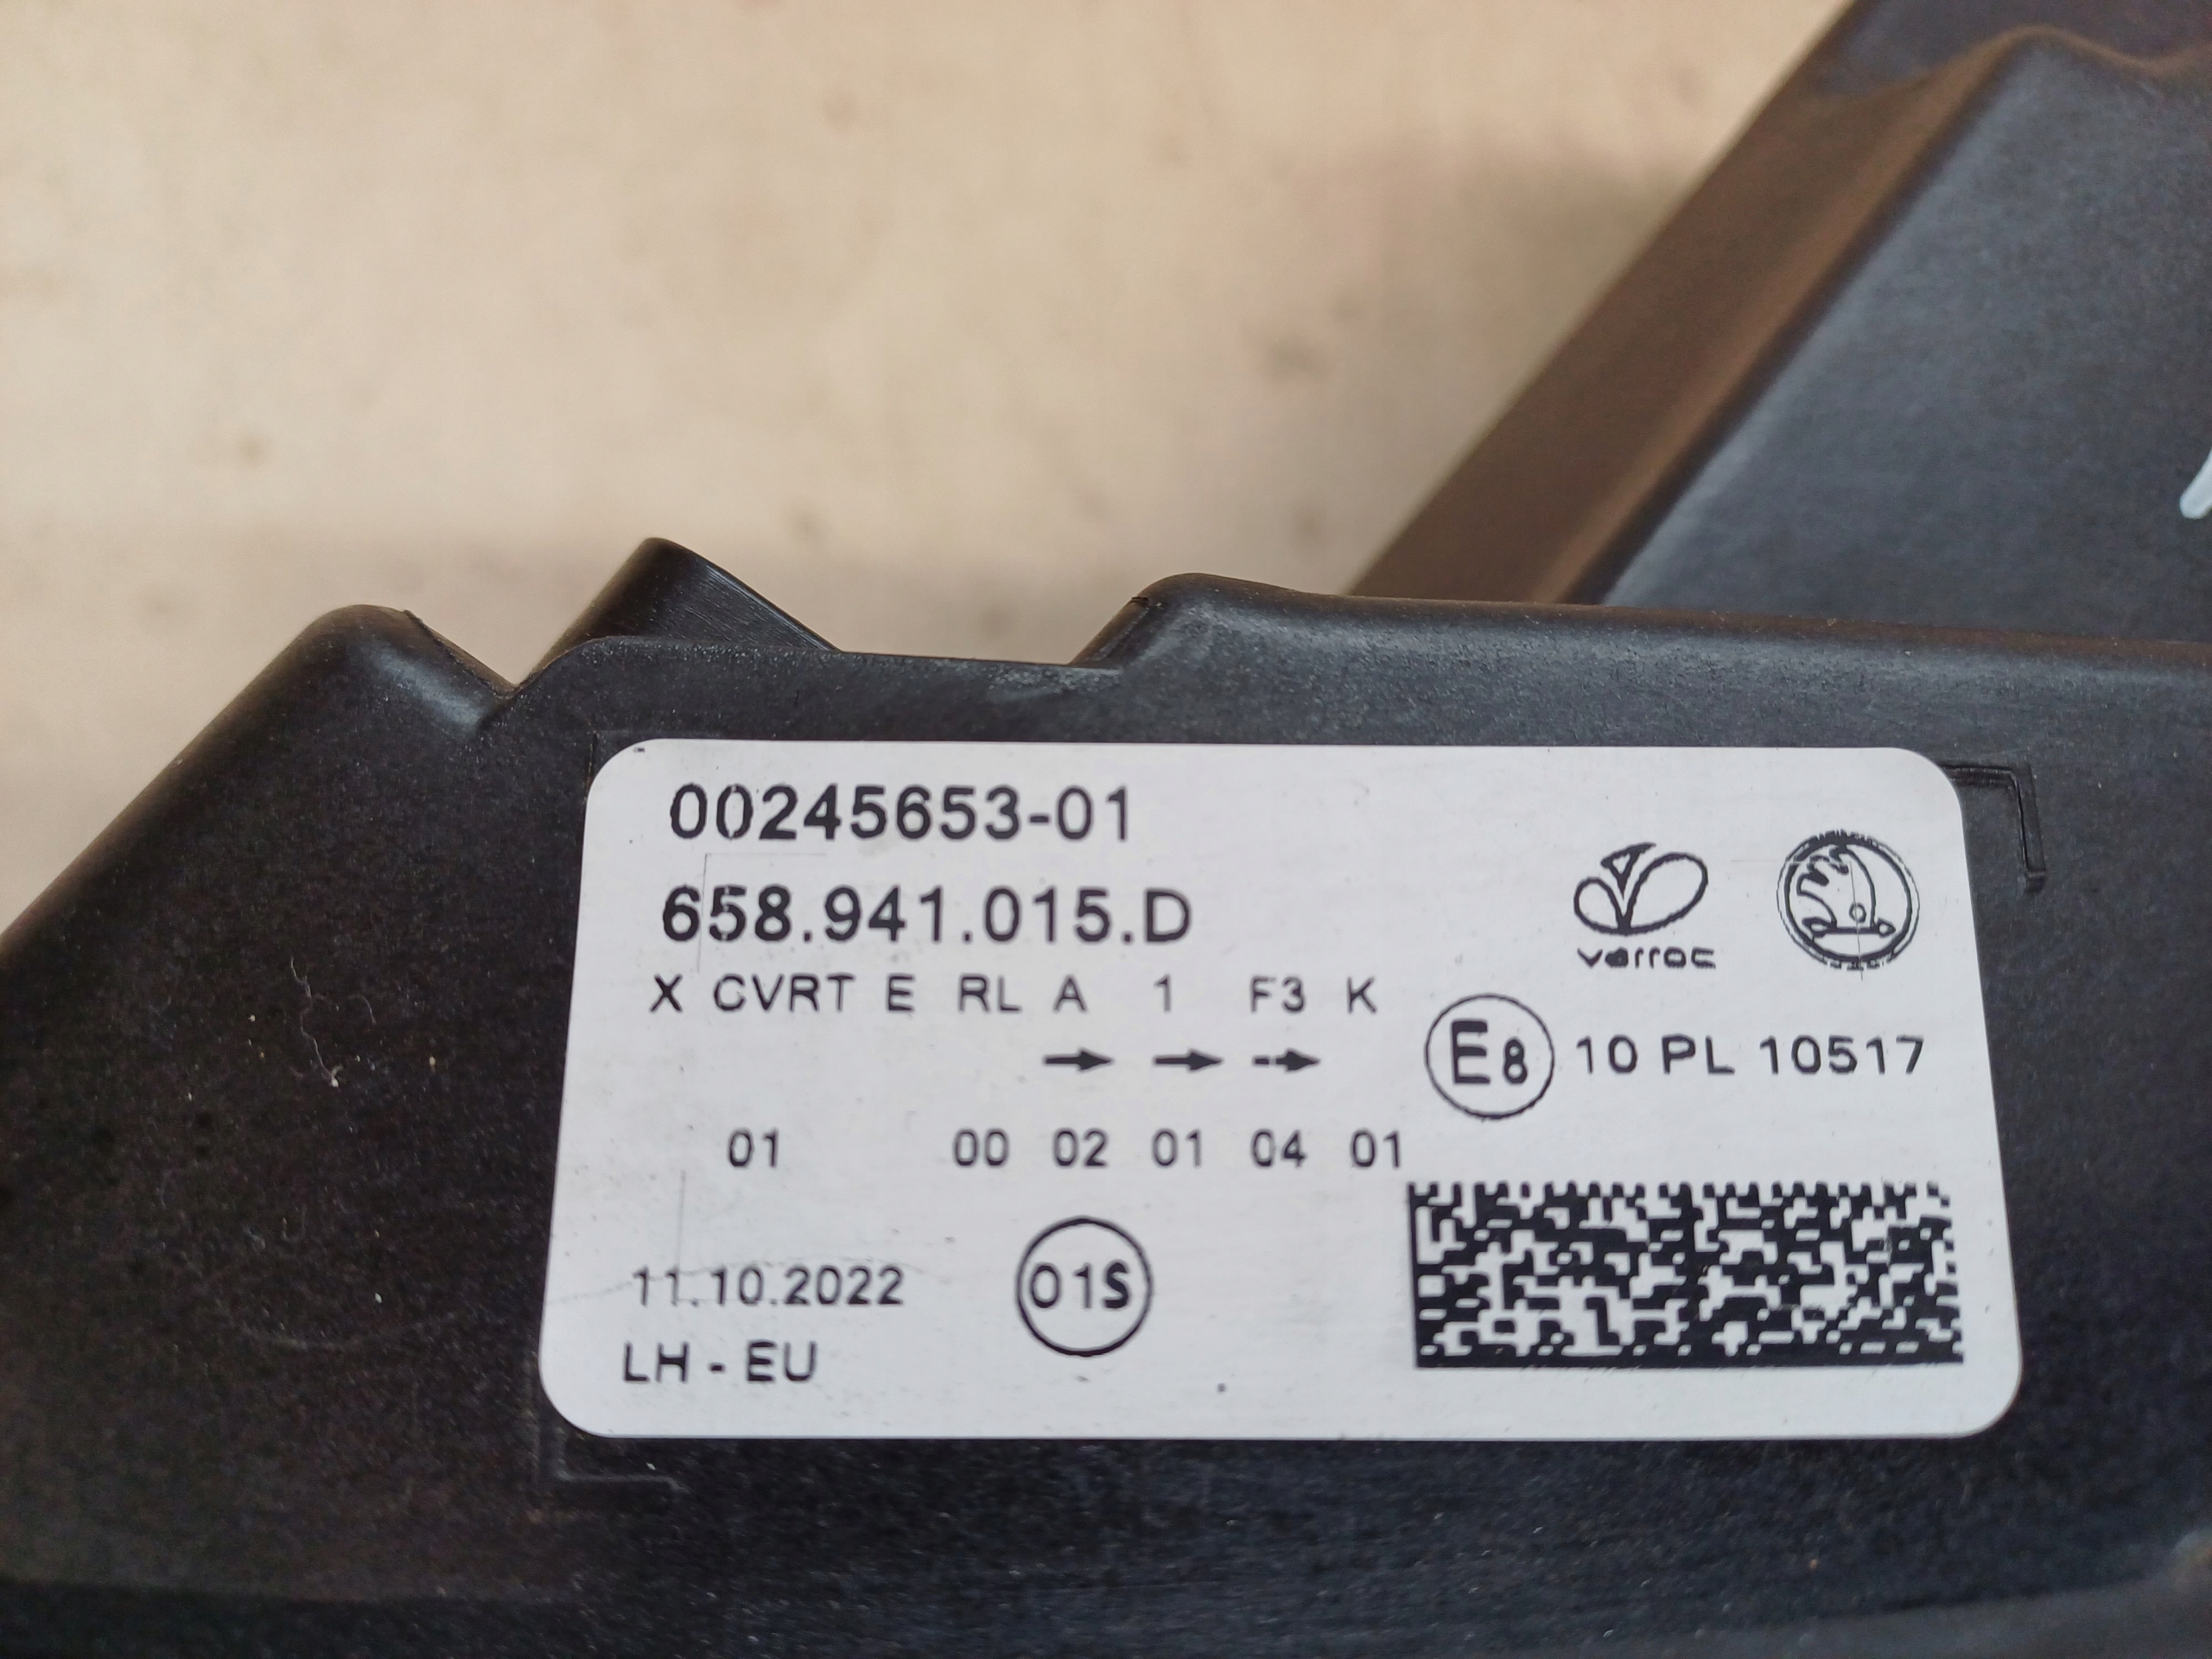 00245653-01
658.941.015.D
varroc
X CVRT E RL A 1 F3 K
E8 10 PL 10517
01 00 02 01 04 01
11.10.2022
01S
LH - EU